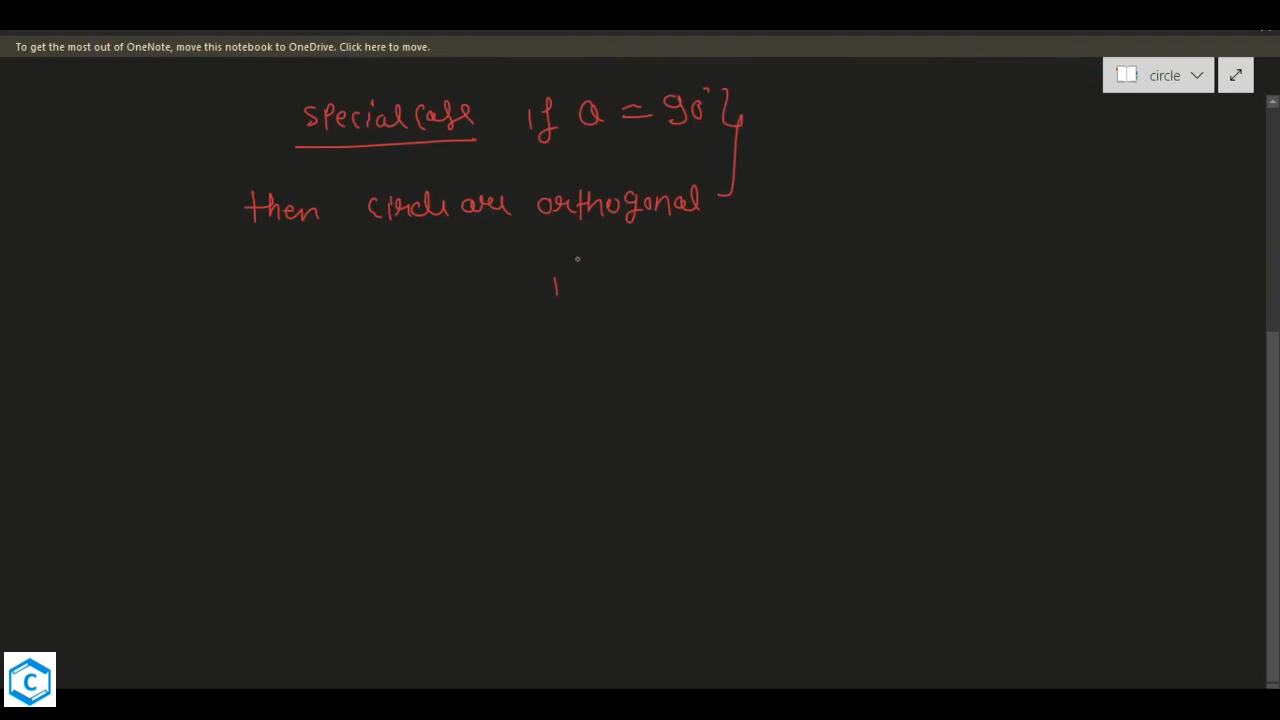 To get the most out of OneNote, move this notebook to OneDrive. Click here to move.
circle
special case if Q = 90° }
then circle are orthogonal
C